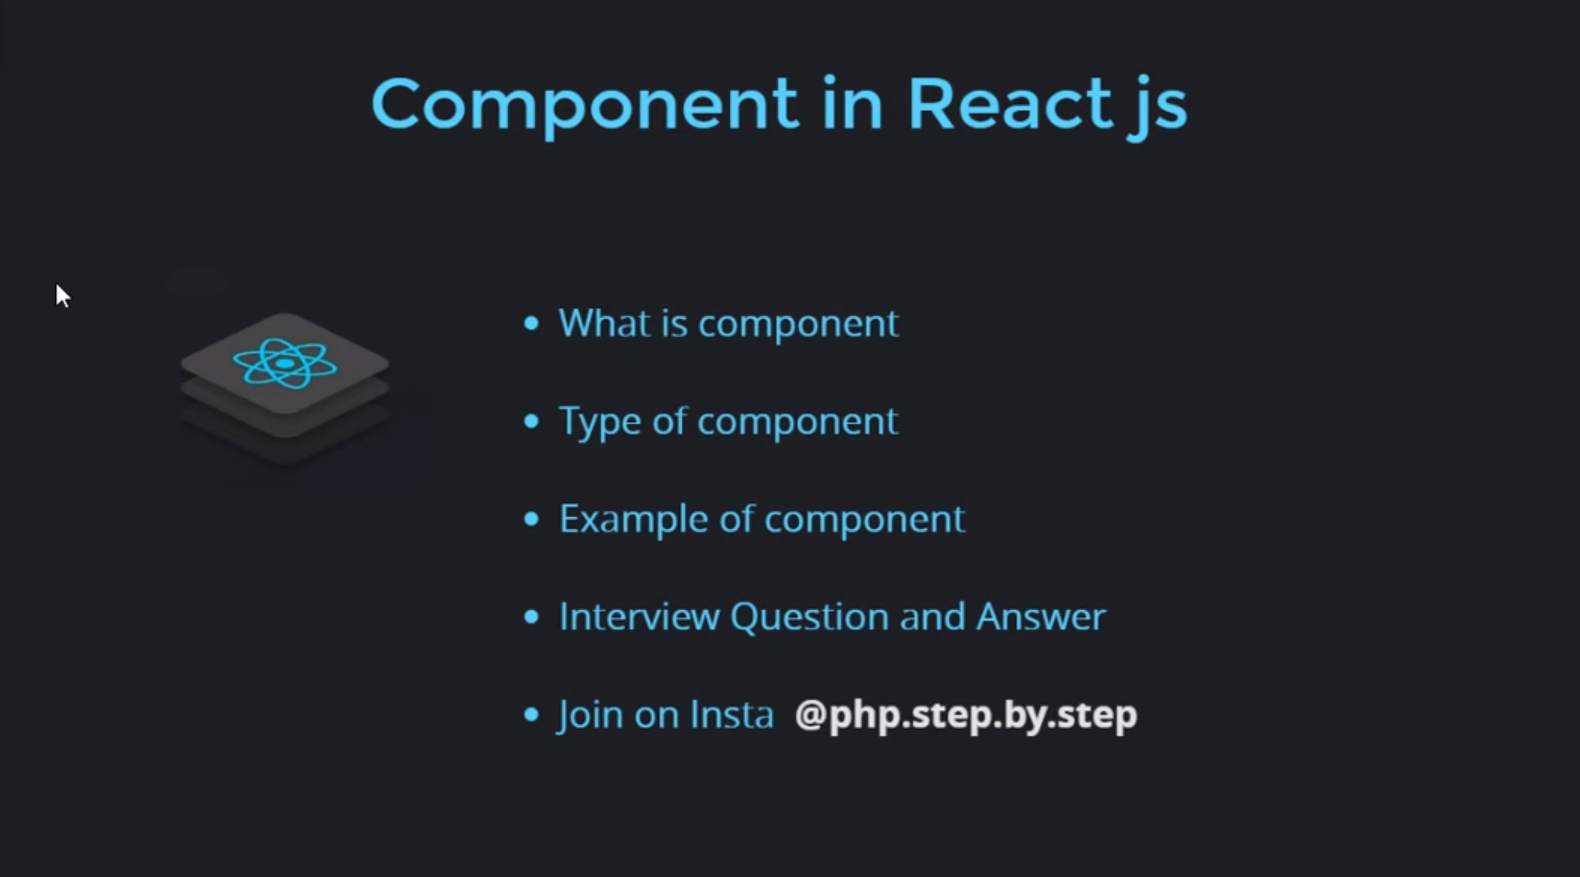 Component in React js
What is component
Type of component
Example of component
Interview Question and Answer
Join on Insta @php.step.by.step